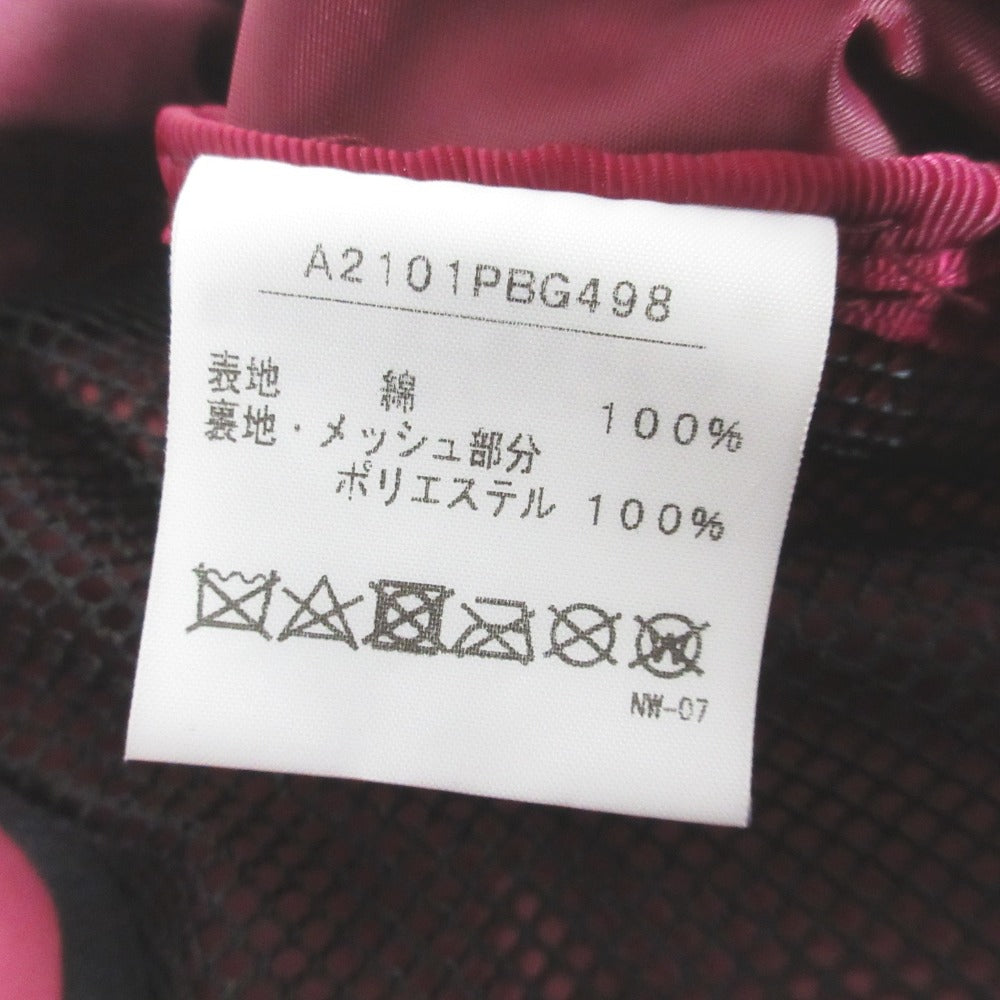 A2101PBG498
表地 綿 100%
裏地・メッシュ部分
ポリエステル 100%
NW-07